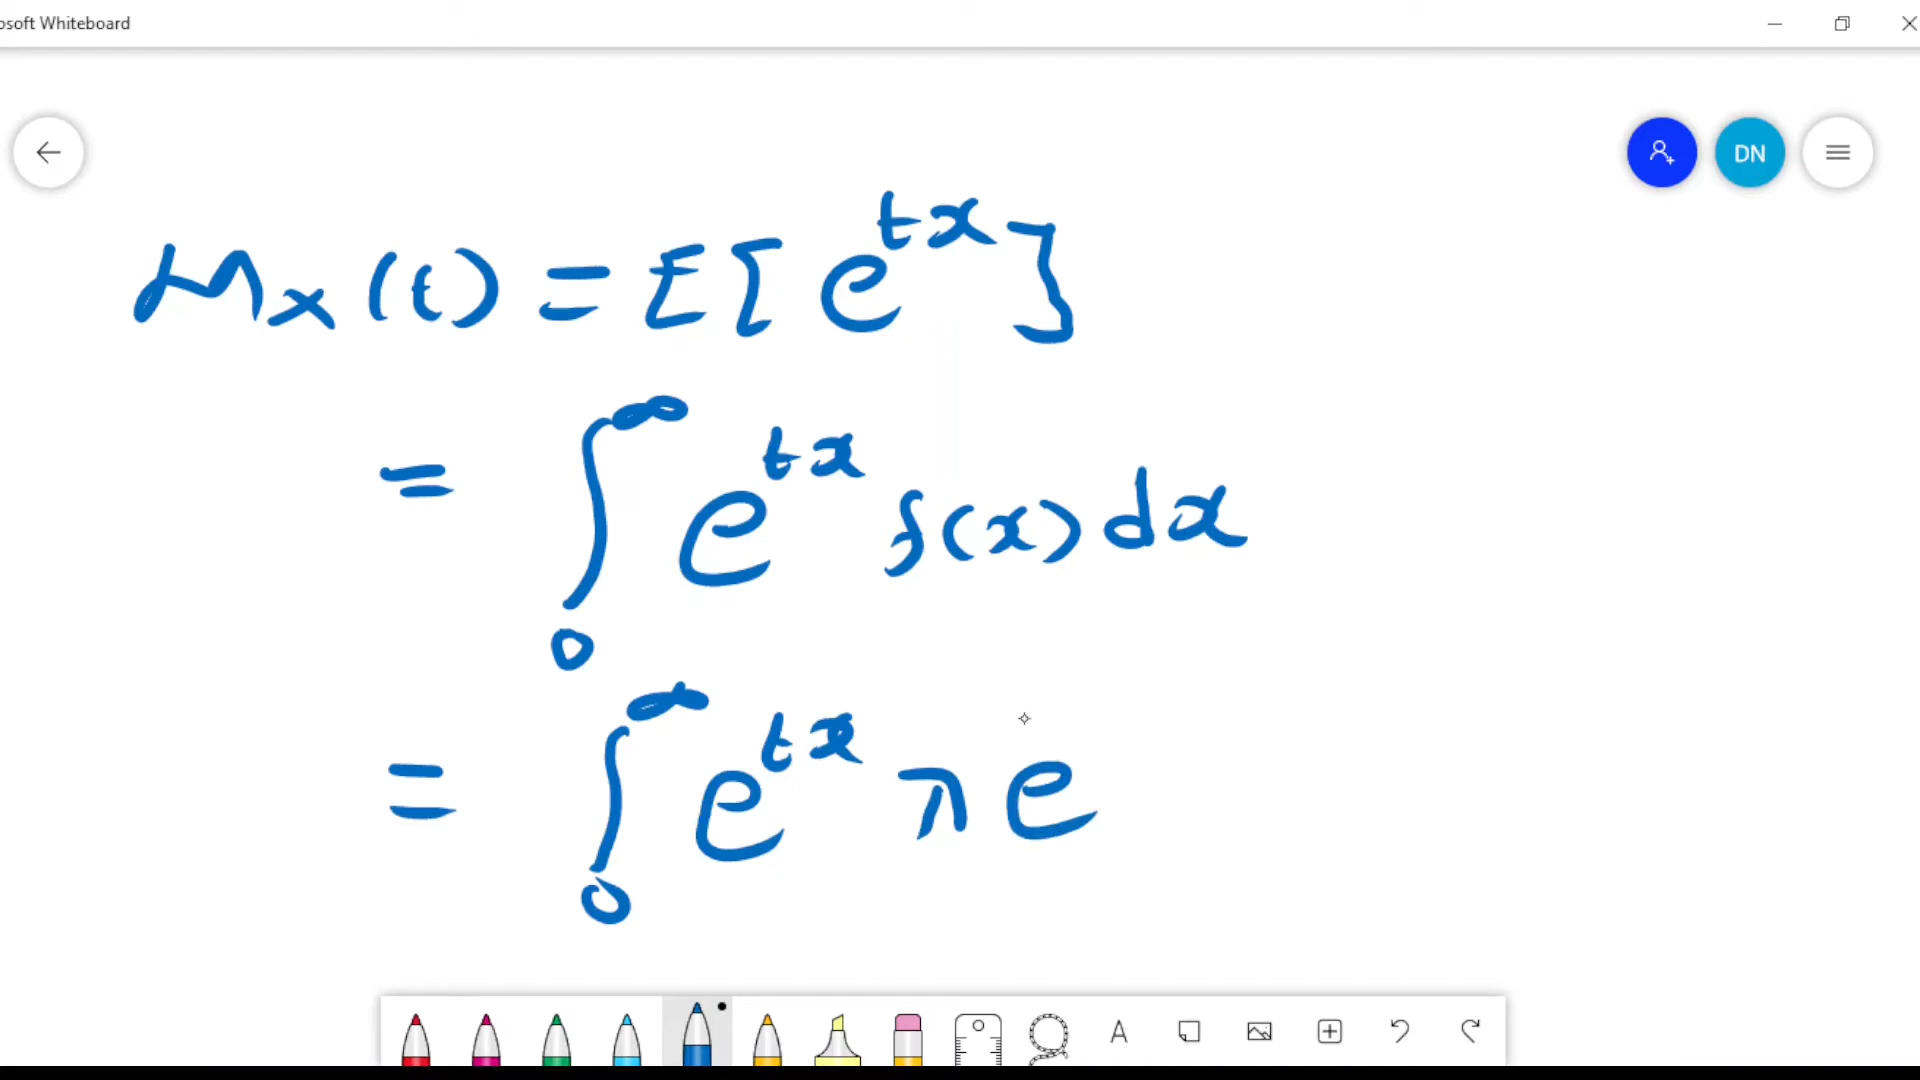 osoft Whiteboard
DN
Mx(t) = E[e^tx]
= ∫₀^∞ e^tx f(x) dx
= ∫₀^∞ e^tx λ e
A